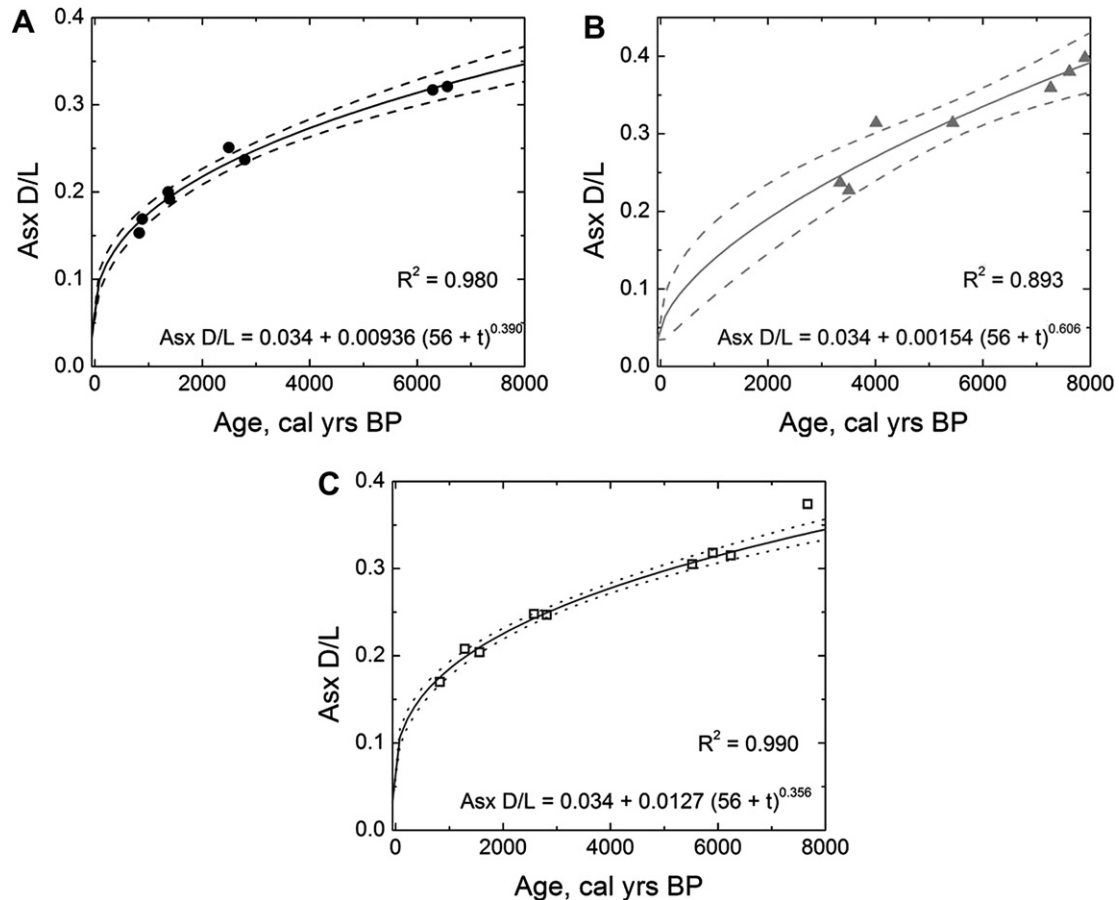 A
0.4
0.3
0.2
0.1
0.0
Asx D/L
R² = 0.980
Asx D/L = 0.034 + 0.00936 (56 + t)^0.390
0 2000 4000 6000 8000
Age, cal yrs BP
B
0.4
0.3
0.2
0.1
0.0
Asx D/L
R² = 0.893
Asx D/L = 0.034 + 0.00154 (56 + t)^0.606
0 2000 4000 6000 8000
Age, cal yrs BP
C
0.4
0.3
0.2
0.1
0.0
Asx D/L
R² = 0.990
Asx D/L = 0.034 + 0.0127 (56 + t)^0.356
0 2000 4000 6000 8000
Age, cal yrs BP